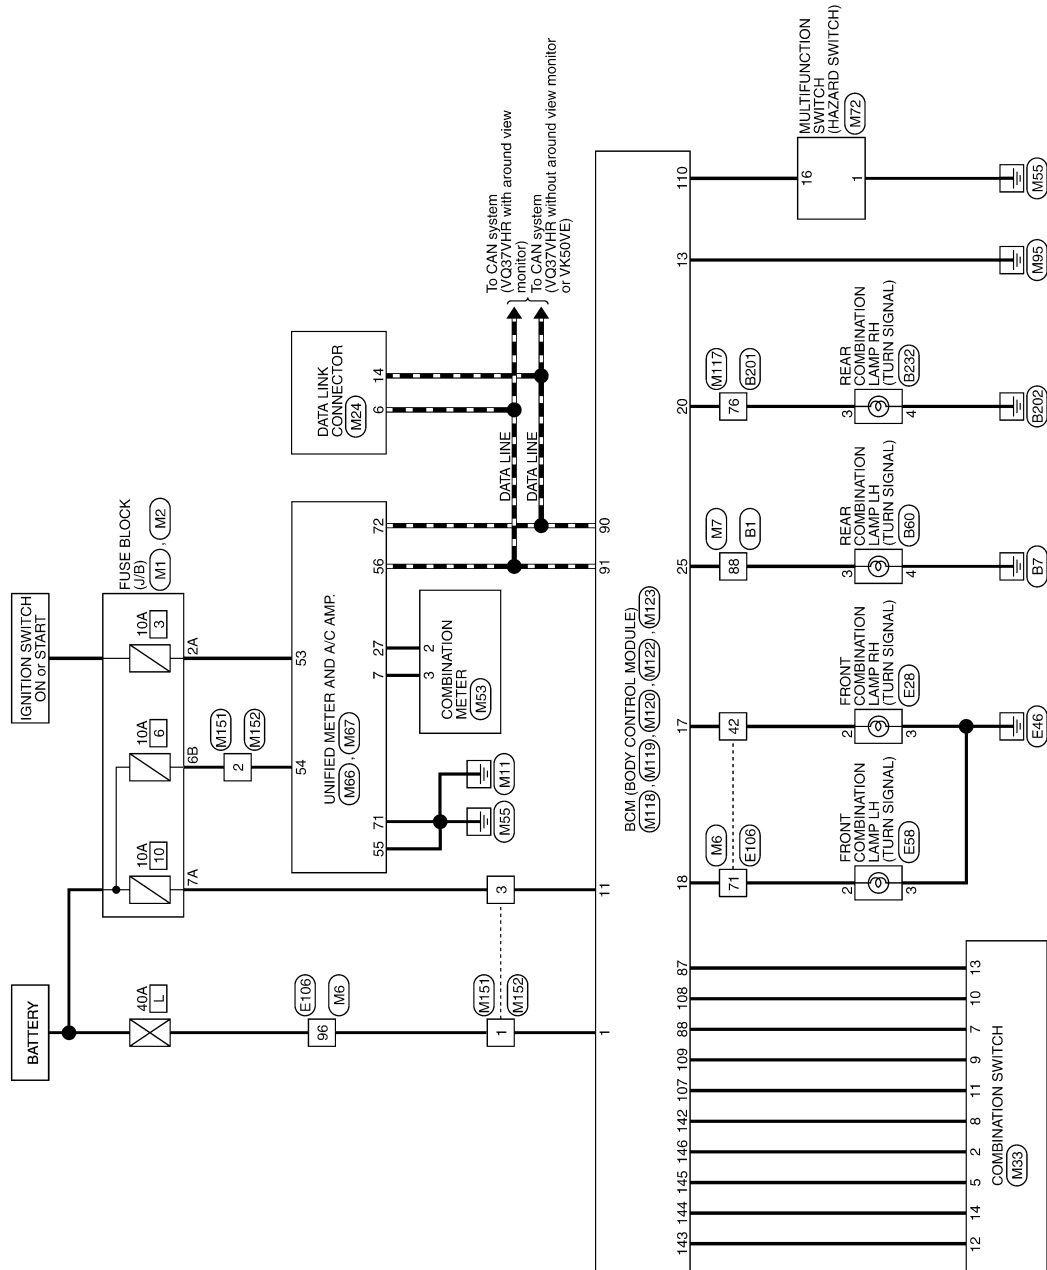 BATTERY
IGNITION SWITCH
ON or START
40A
L
10A
10
10A
6
10A
3
FUSE BLOCK
(J/B)
M1 , M2
7A
6B
2A
M151
2
M152
E106
96
M6
M151
1
M152
3
54
53
UNIFIED METER AND A/C AMP.
M66 , M67
55
71
7
27
56
72
M55
M11
3
2
COMBINATION
METER
M53
DATA LINK
CONNECTOR
M24
6
14
DATA LINE
DATA LINE
To CAN system
(VQ37VHR with around view
monitor)
To CAN system
(VQ37VHR without around view monitor
or VK50VE)
1
11
91
90
BCM (BODY CONTROL MODULE)
M118 , M119 , M120 , M122 , M123
143
144
145
146
142
107
109
88
108
87
18
17
25
20
13
110
M6
71
E106
42
M7
88
B1
M117
76
B201
2
FRONT
COMBINATION
LAMP LH
(TURN SIGNAL)
E58
3
2
FRONT
COMBINATION
LAMP RH
(TURN SIGNAL)
E28
3
3
REAR
COMBINATION
LAMP LH
(TURN SIGNAL)
B60
4
3
REAR
COMBINATION
LAMP RH
(TURN SIGNAL)
B232
4
MULTIFUNCTION
SWITCH
(HAZARD SWITCH)
M72
16
1
12
14
5
2
8
11
9
7
10
13
COMBINATION SWITCH
M33
E46
B7
B202
M95
M55